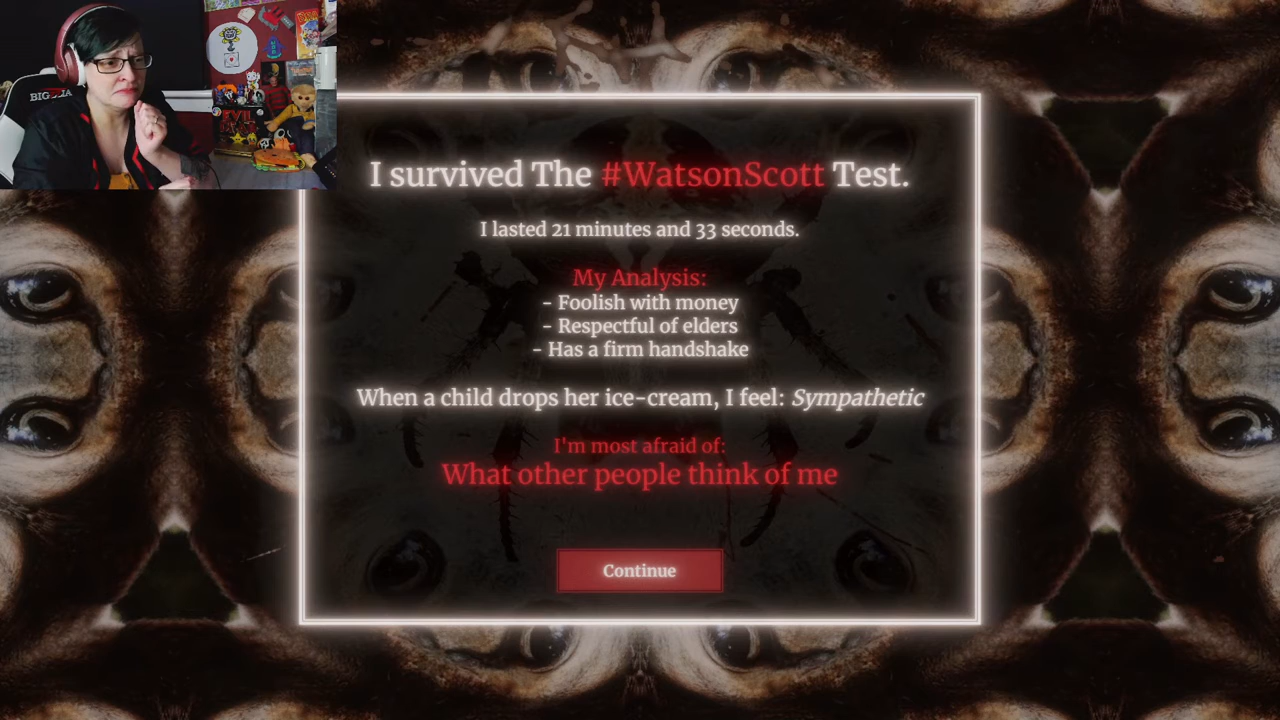 I survived The #WatsonScott Test.
I lasted 21 minutes and 33 seconds.
My Analysis:
- Foolish with money
- Respectful of elders
- Has a firm handshake
When a child drops her ice-cream, I feel: Sympathetic
I'm most afraid of:
What other people think of me
Continue